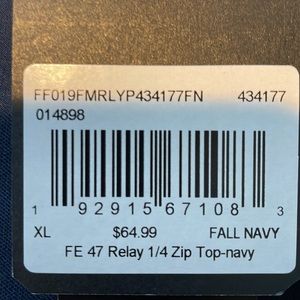 FF019FMRLYP434177FN 434177
014898
1 92915 67108 3
XL $64.99 FALL NAVY
FE 47 Relay 1/4 Zip Top-navy